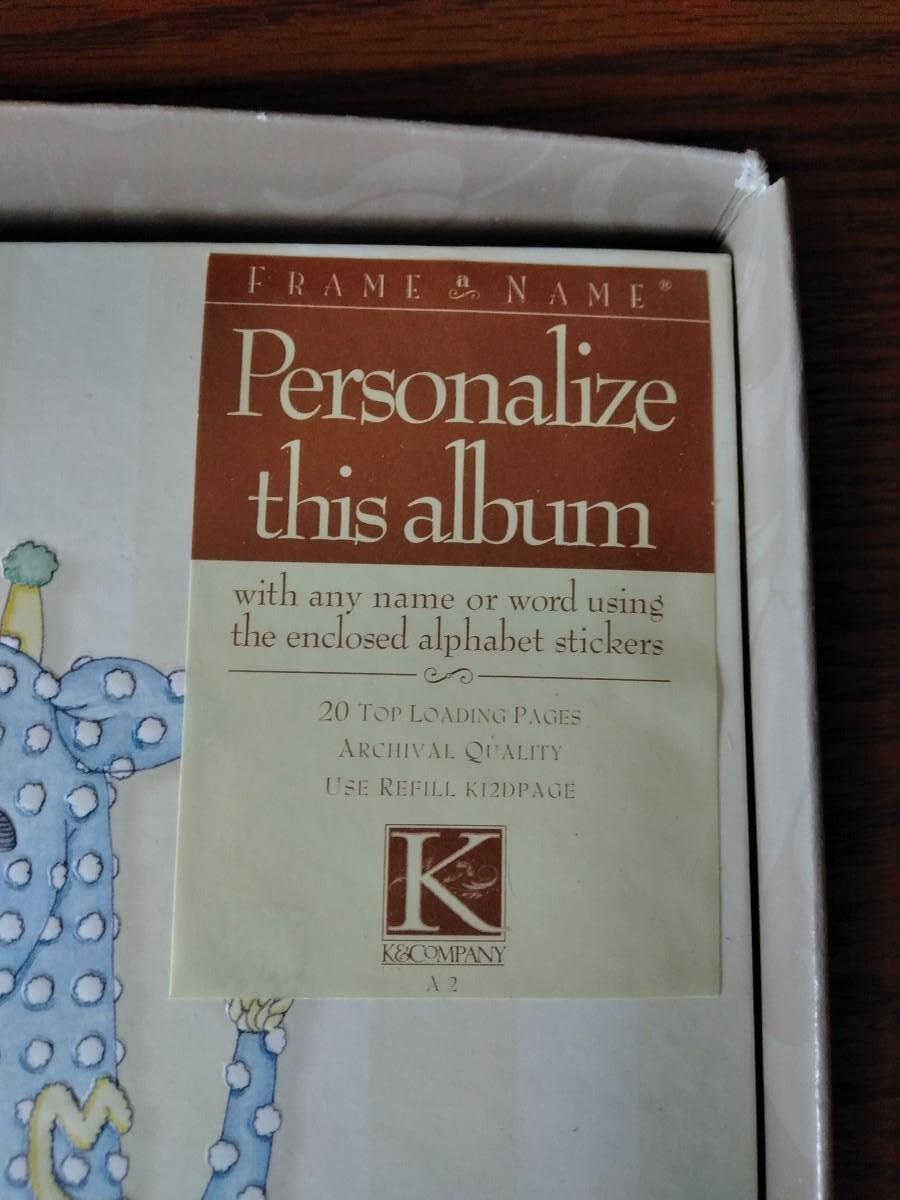 FRAME a NAME®
Personalize
this album
with any name or word using
the enclosed alphabet stickers
20 TOP LOADING PAGES
ARCHIVAL QUALITY
USE REFILL K12DPAGE
K
K&COMPANY
A 2